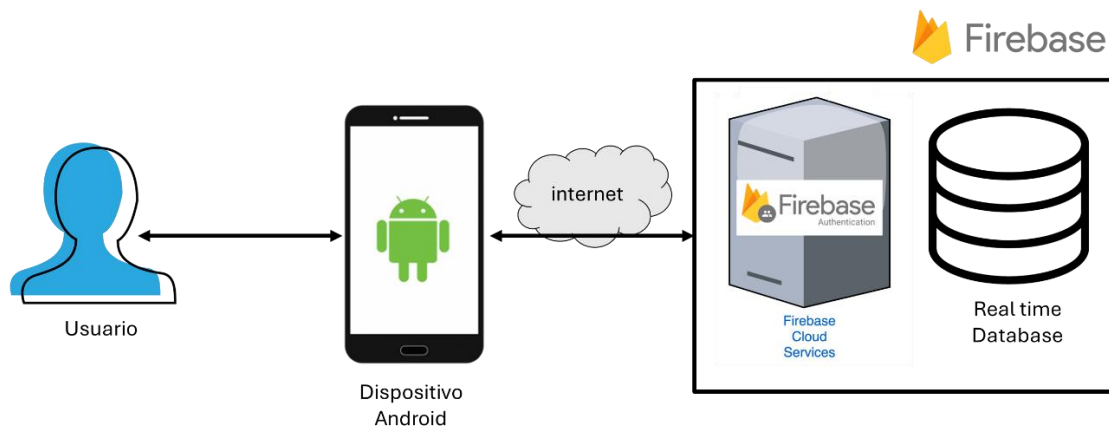 Firebase
internet
Firebase
Authentication
Usuario
Firebase
Cloud
Services
Real time
Database
Dispositivo
Android